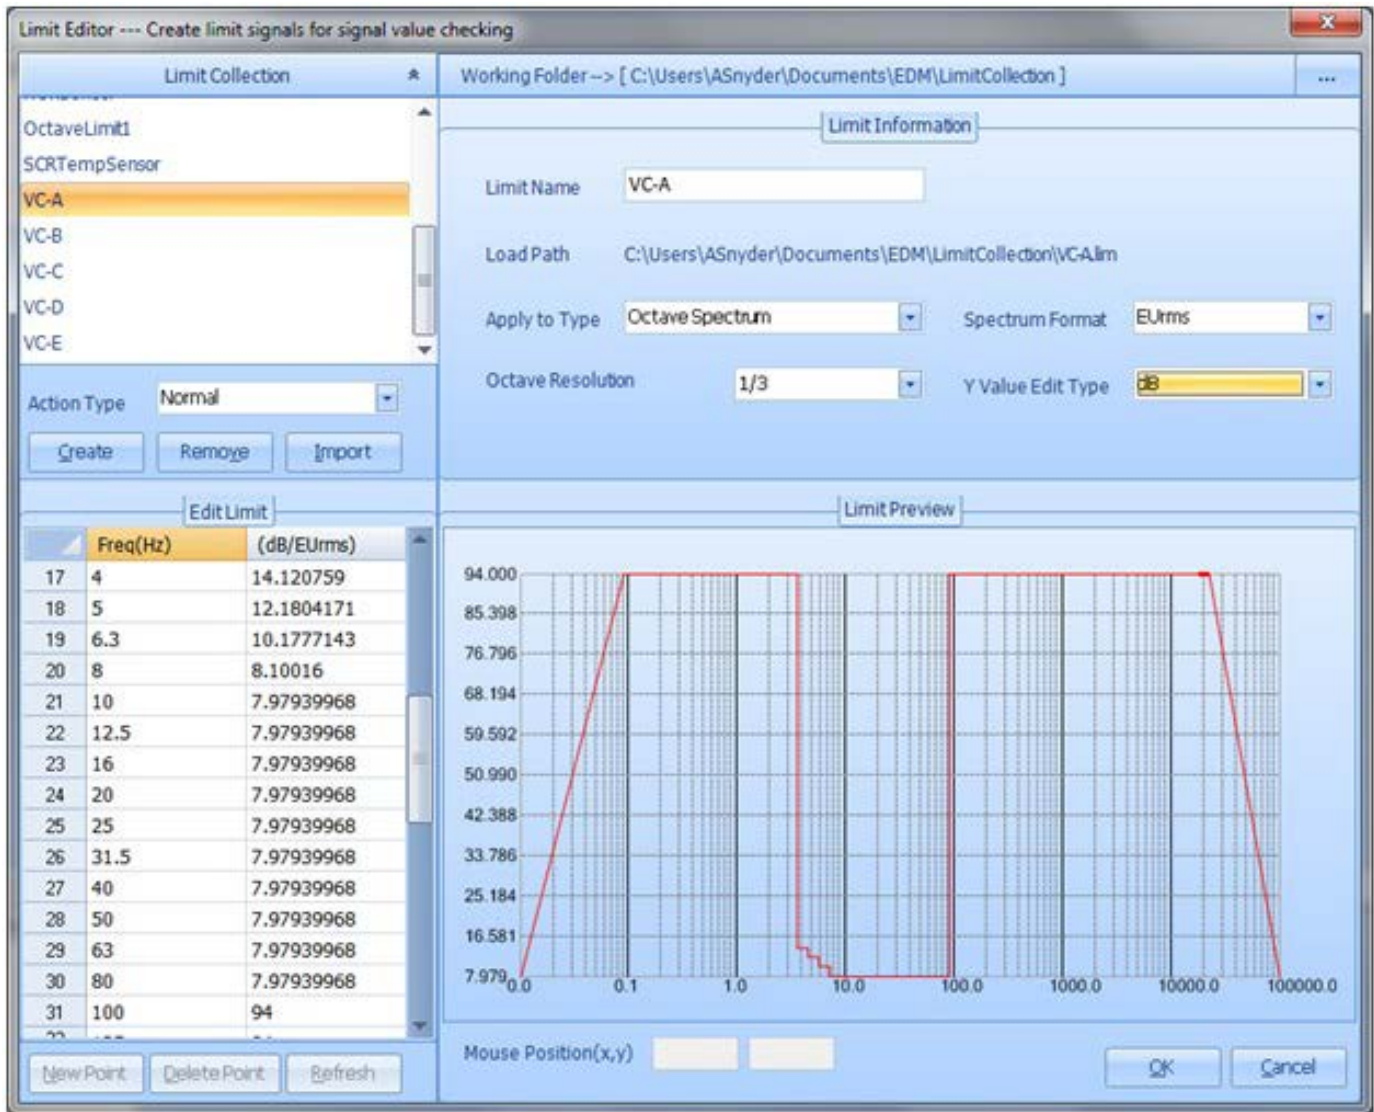 Limit Editor --- Create limit signals for signal value checking
Limit Collection
Working Folder --> [ C:\Users\ASnyder\Documents\EDM\LimitCollection ]
...
OctaveLimit1
SCRTempSensor
VC-A
VC-B
VC-C
VC-D
VC-E
Action Type Normal
Create Remove Import
Limit Information
Limit Name VC-A
Load Path C:\Users\ASnyder\Documents\EDM\LimitCollection\VC-A.lim
Apply to Type Octave Spectrum Spectrum Format EUrms
Octave Resolution 1/3 Y Value Edit Type dB
Edit Limit
Freq(Hz) (dB/EUrms)
17 4 14.120759
18 5 12.1804171
19 6.3 10.1777143
20 8 8.10016
21 10 7.97939968
22 12.5 7.97939968
23 16 7.97939968
24 20 7.97939968
25 25 7.97939968
26 31.5 7.97939968
27 40 7.97939968
28 50 7.97939968
29 63 7.97939968
30 80 7.97939968
31 100 94
New Point Delete Point Refresh
Limit Preview
94.000
85.398
76.796
68.194
59.592
50.990
42.388
33.786
25.184
16.581
7.979
0.0 0.1 1.0 10.0 100.0 1000.0 10000.0 100000.0
Mouse Position(x,y)
OK Cancel